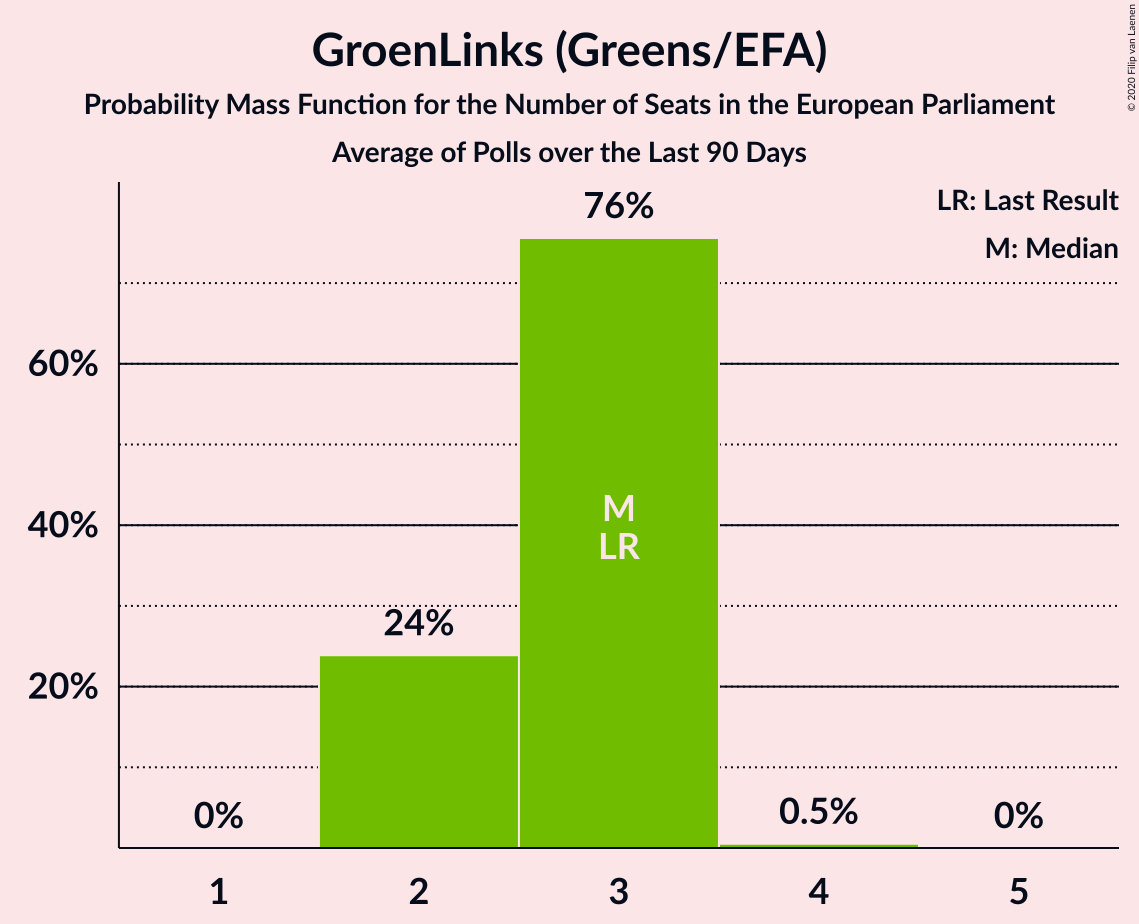 GroenLinks (Greens/EFA)
Probability Mass Function for the Number of Seats in the European Parliament
Average of Polls over the Last 90 Days
© 2020 Filip van Laenen
LR: Last Result
M: Median
76%
60%
M
40%
LR
24%
20%
0%
0.5%
0%
1 2 3 4 5